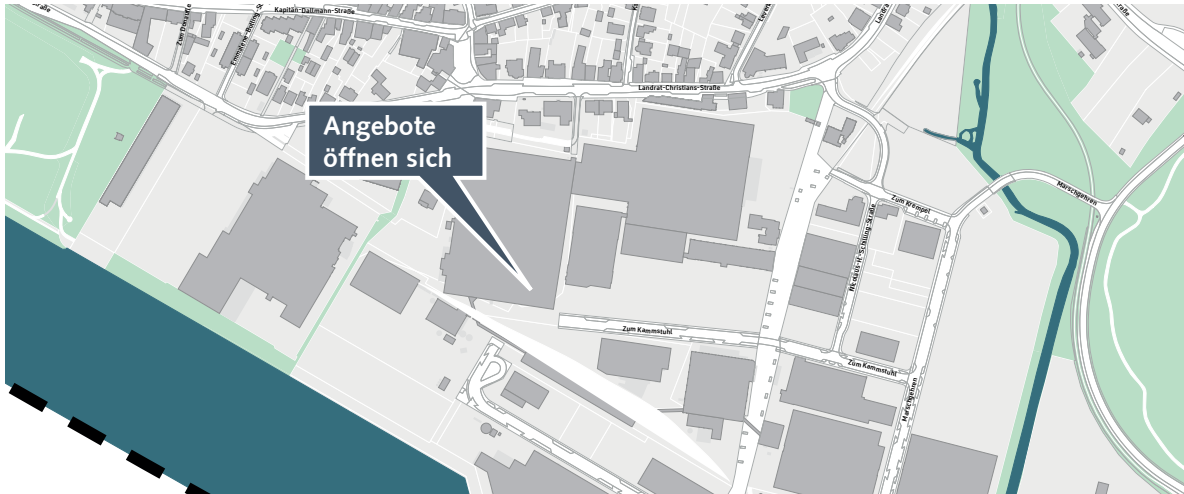 Kapitän-Dallmann-Straße
Landrat-Christians-Straße
Angebote
öffnen sich
Marschgehren
Zum Krempel
Nikolaus-H.-Schilling-Straße
Zum Kammstuhl
Zum Kammstuhl
Marschgehren